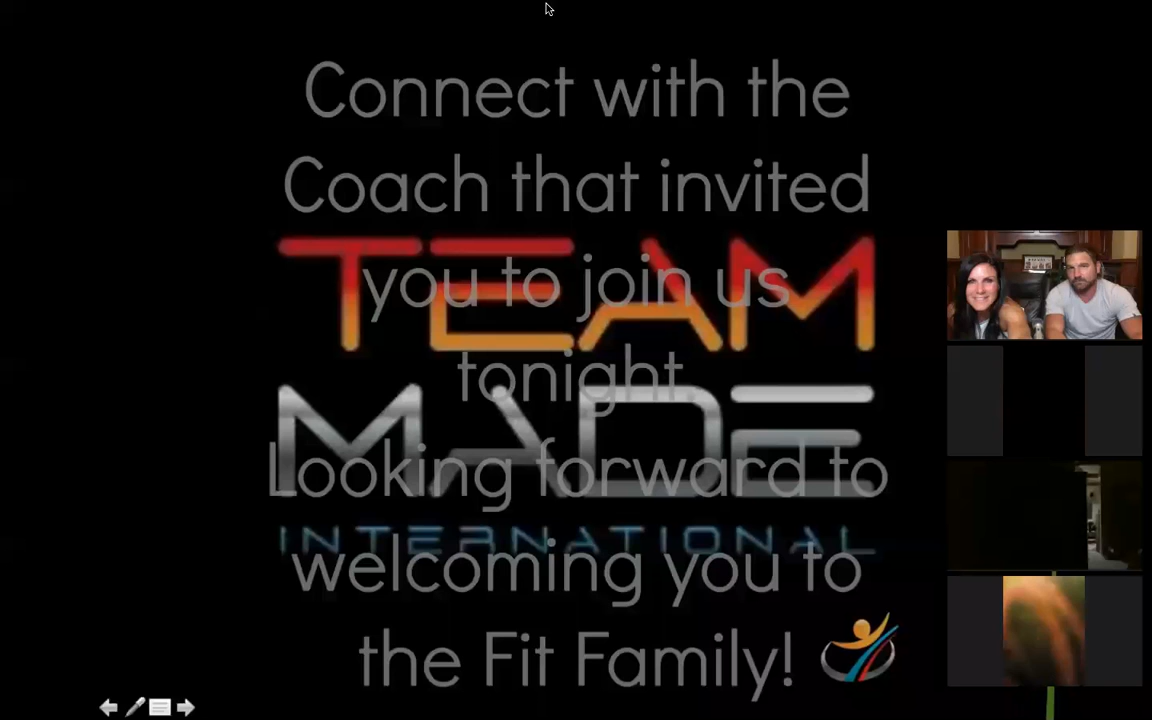 Connect with the
Coach that invited
you to join us
tonight.
Looking forward to
welcoming you to
the Fit Family!
TEAM
MADE
INTERNATIONAL